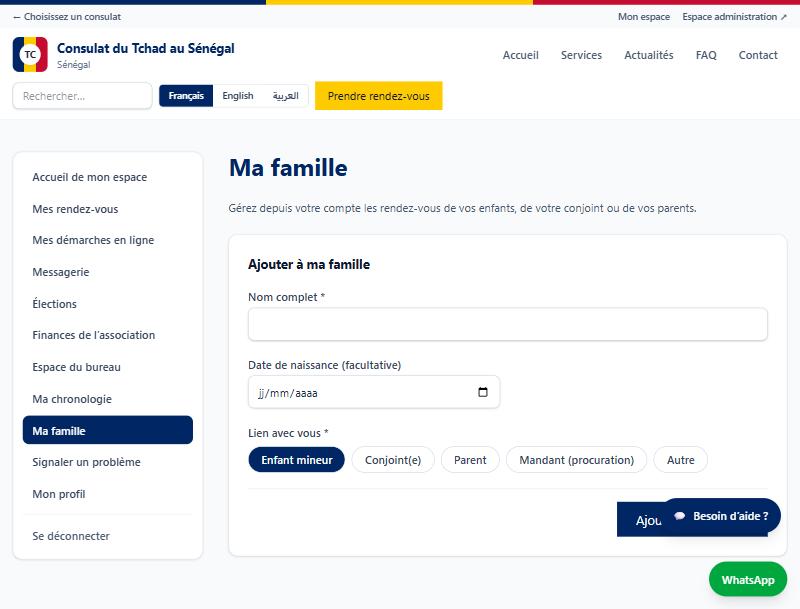 ← Choisissez un consulat
Mon espace
Espace administration ↗
TC
Consulat du Tchad au Sénégal
Sénégal
Accueil
Services
Actualités
FAQ
Contact
Rechercher...
Français
English
العربية
Prendre rendez-vous
Accueil de mon espace
Mes rendez-vous
Mes démarches en ligne
Messagerie
Élections
Finances de l'association
Espace du bureau
Ma chronologie
Ma famille
Signaler un problème
Mon profil
Se déconnecter
Ma famille
Gérez depuis votre compte les rendez-vous de vos enfants, de votre conjoint ou de vos parents.
Ajouter à ma famille
Nom complet *
Date de naissance (facultative)
jj/mm/aaaa
Lien avec vous *
Enfant mineur
Conjoint(e)
Parent
Mandant (procuration)
Autre
Besoin d'aide ?
WhatsApp